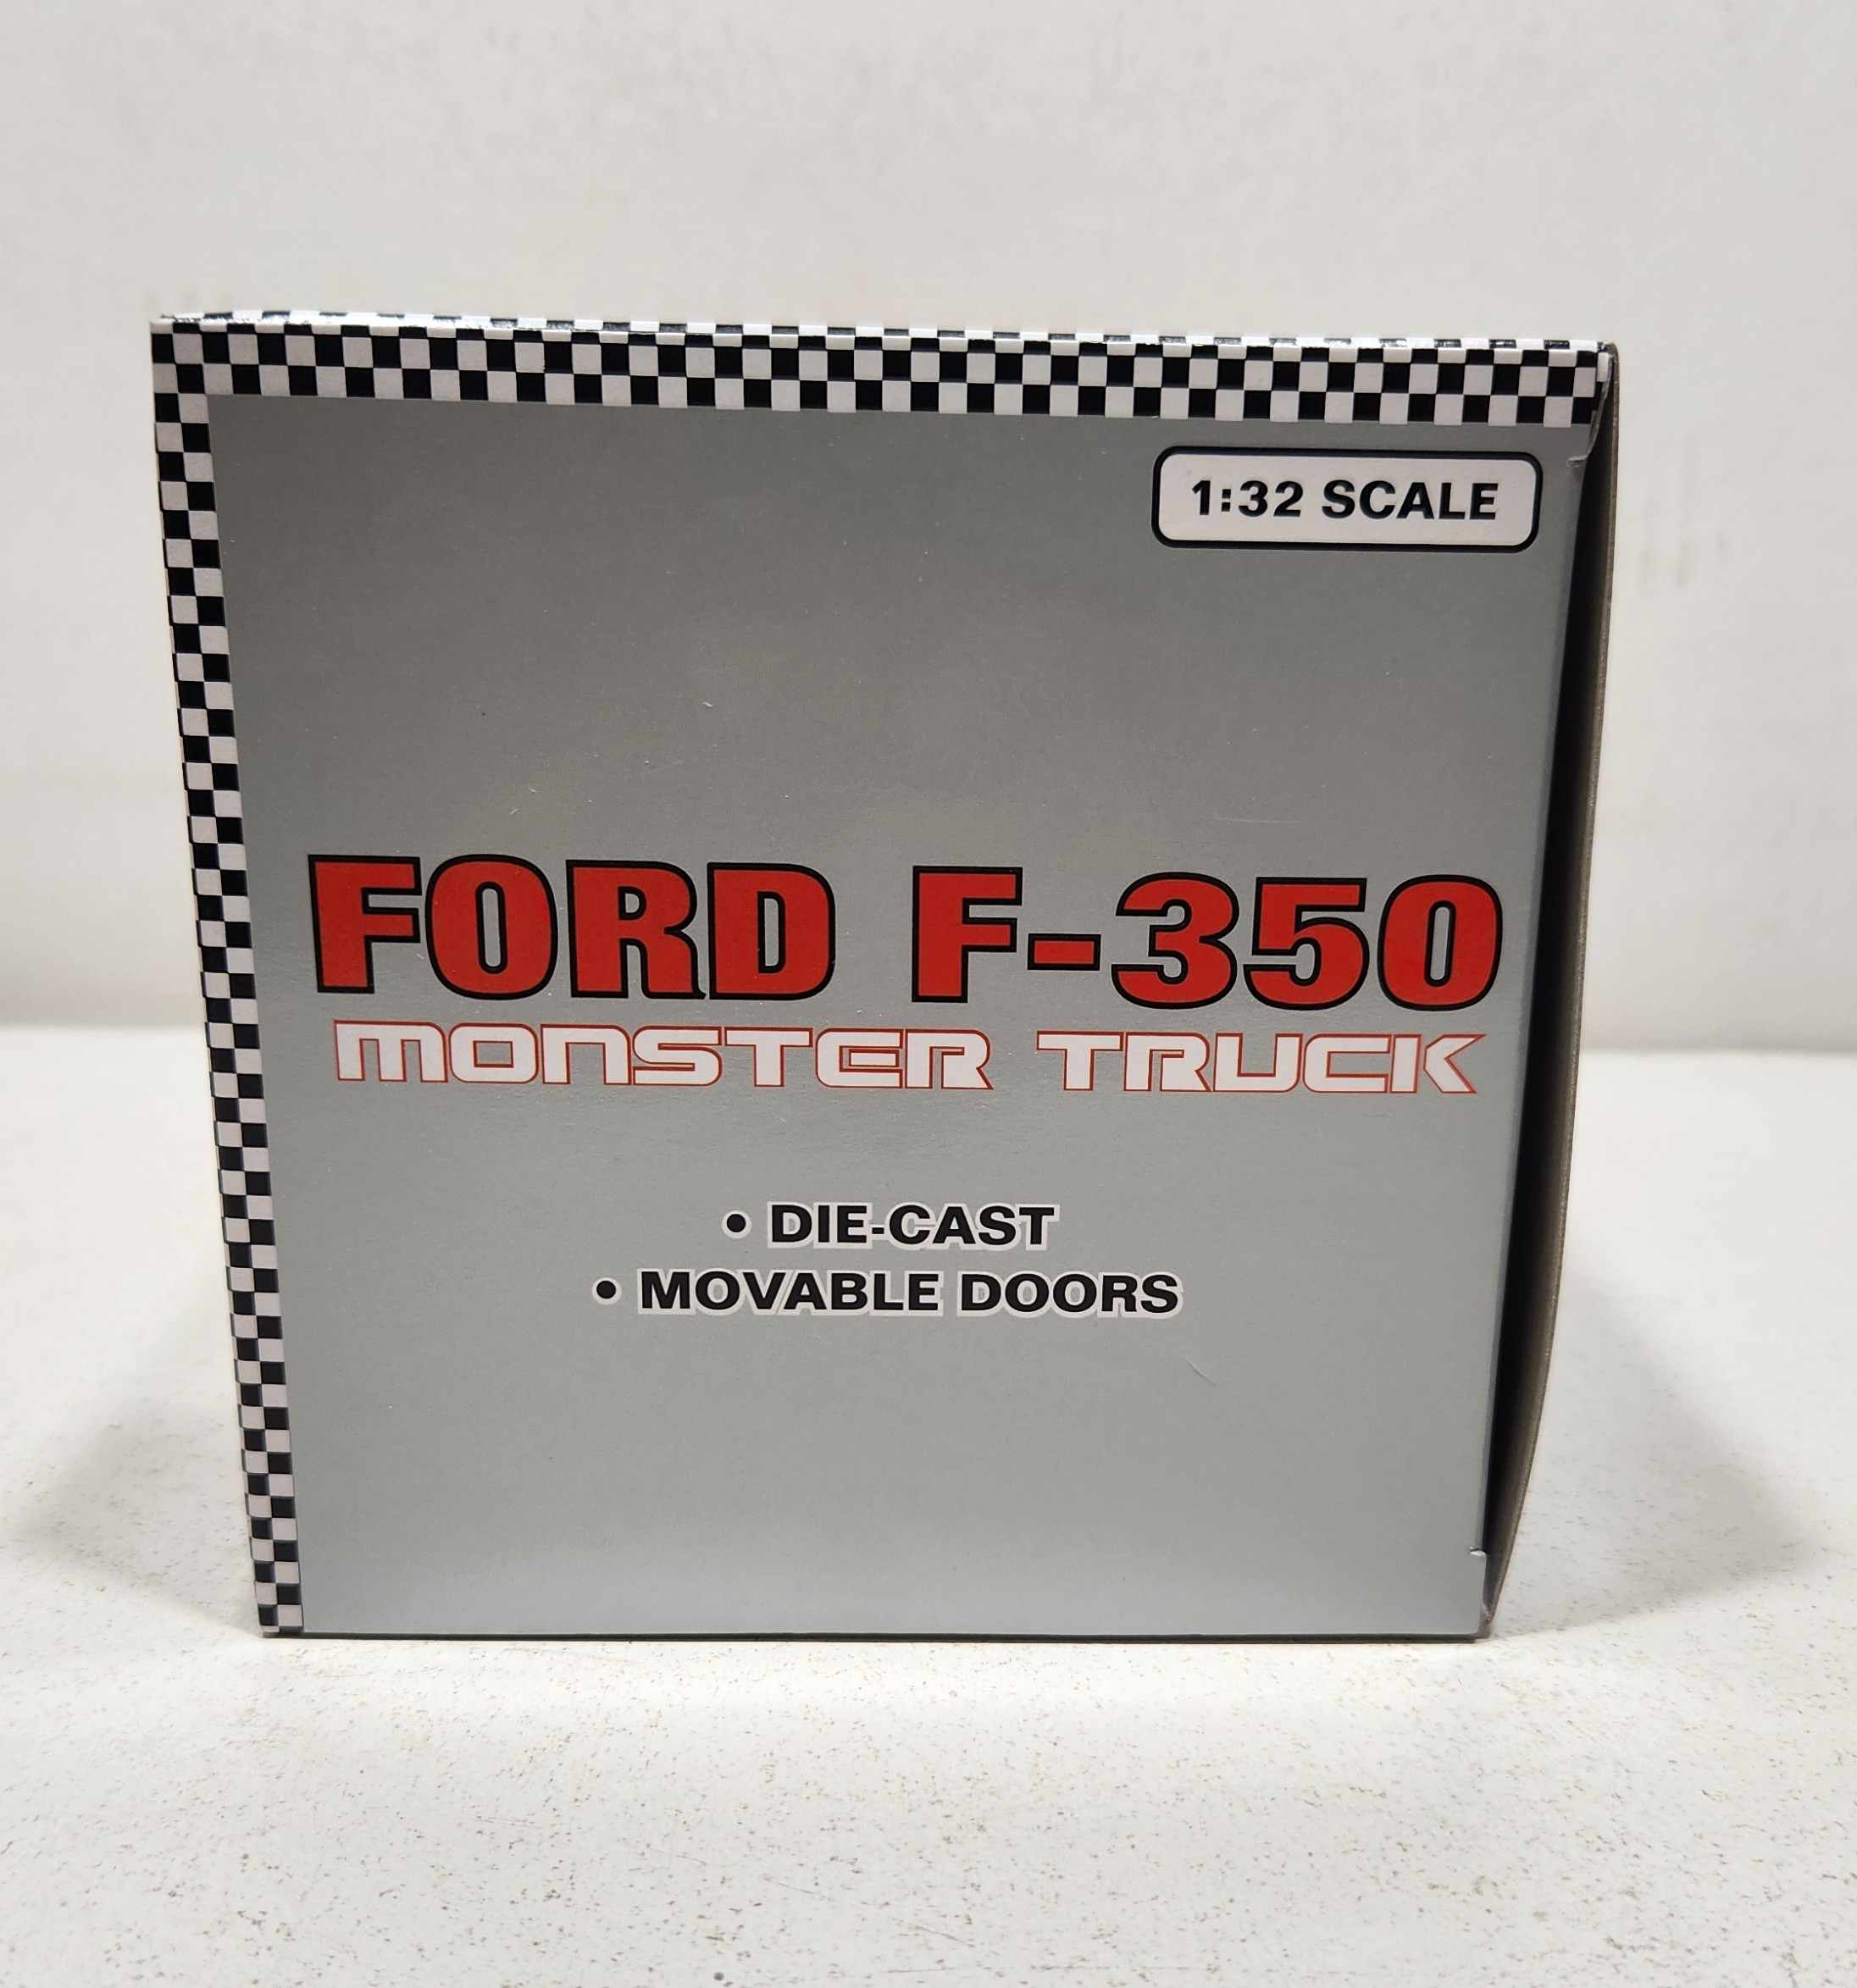 1:32 SCALE
FORD F-350
MONSTER TRUCK
• DIE-CAST
• MOVABLE DOORS